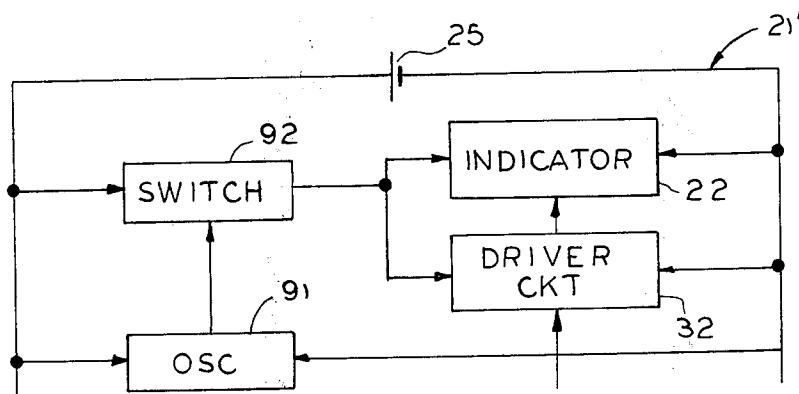 25
21'
92
SWITCH
INDICATOR
22
DRIVER
CKT
32
91
OSC